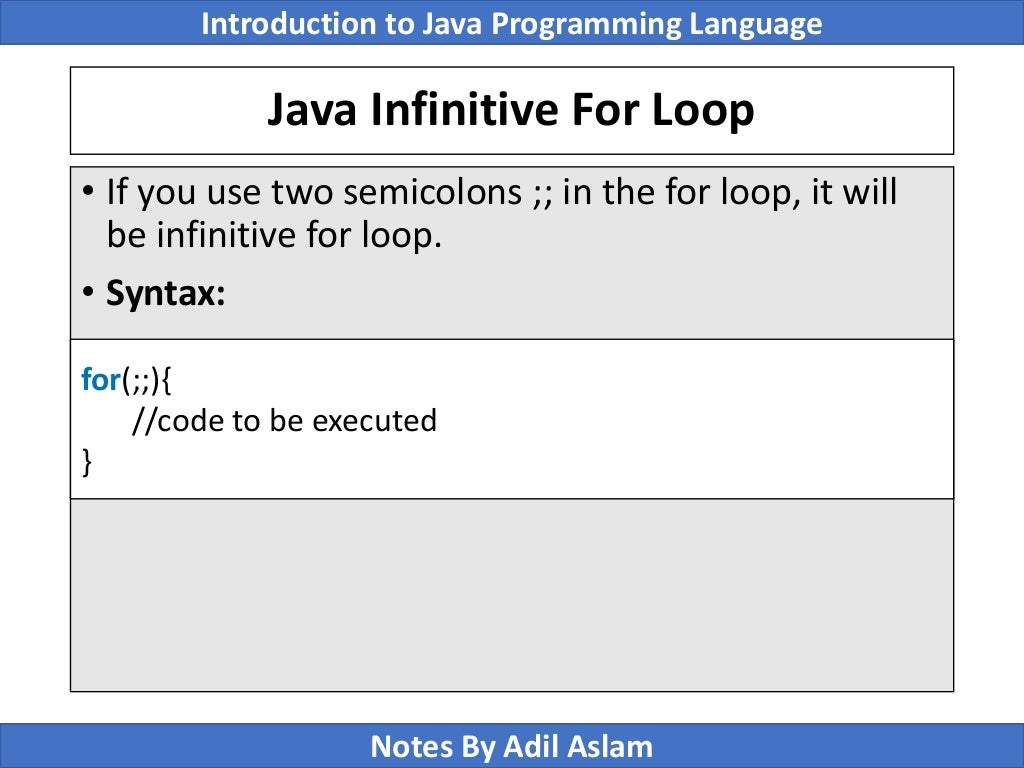 Introduction to Java Programming Language
Java Infinitive For Loop
• If you use two semicolons ;; in the for loop, it will
be infinitive for loop.
• Syntax:
for(;;){
//code to be executed
}
Notes By Adil Aslam